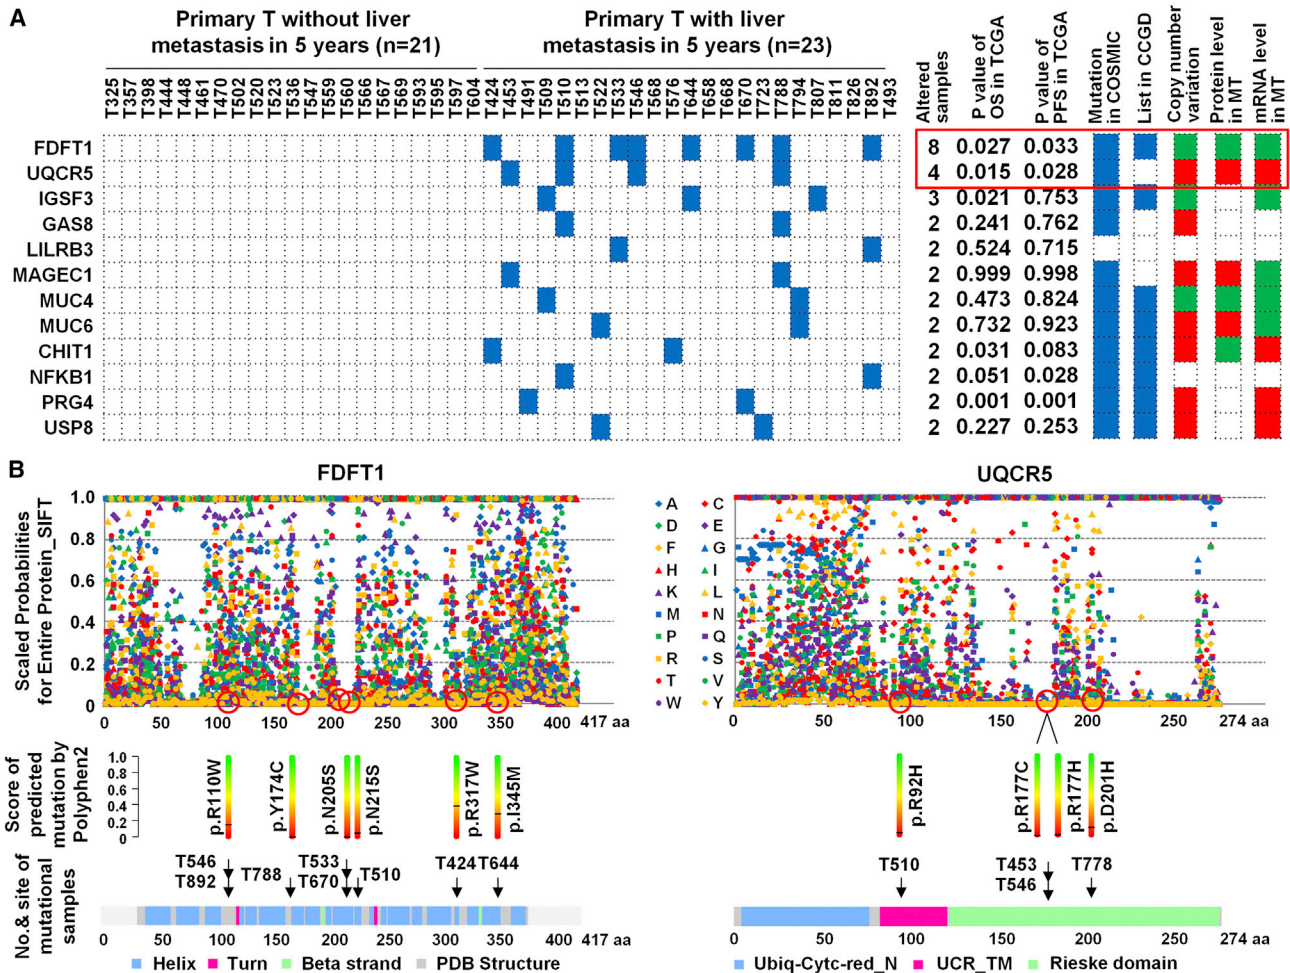 A
Primary T without liver
metastasis in 5 years (n=21)
Primary T with liver
metastasis in 5 years (n=23)
T325
T357
T398
T444
T448
T461
T470
T502
T520
T523
T536
T547
T559
T560
T566
T567
T569
T593
T595
T597
T604
T424
T453
T491
T509
T510
T513
T522
T533
T546
T568
T576
T644
T658
T668
T670
T723
T788
T794
T807
T811
T826
T892
T493
Altered
samples
P value of
OS in TCGA
P value of
PFS in TCGA
Mutation
in COSMIC
List in CCGD
Copy number
variation
Protein level
in MT
mRNA level
in MT
FDFT1 8 0.027 0.033
UQCR5 4 0.015 0.028
IGSF3 3 0.021 0.753
GAS8 2 0.241 0.762
LILRB3 2 0.524 0.715
MAGEC1 2 0.999 0.998
MUC4 2 0.473 0.824
MUC6 2 0.732 0.923
CHIT1 2 0.031 0.083
NFKB1 2 0.051 0.028
PRG4 2 0.001 0.001
USP8 2 0.227 0.253
B
FDFT1
UQCR5
Scaled Probabilities
for Entire Protein_SIFT
1.0
0.8
0.6
0.4
0.2
0
0 50 100 150 200 250 300 350 400 417 aa
A C
D E
F G
H I
K L
M N
P Q
R S
T V
W Y
0 50 100 150 200 250 274 aa
Score of
predicted
mutation by
Polyphen2
1.0
0.8
0.6
0.4
0.2
0
p.R110W
p.Y174C
p.N205S
p.N215S
p.R317W
p.I345M
p.R92H
p.R177C
p.R177H
p.D201H
No.& site of
mutational
samples
T546
T892
T788
T533
T670
T510
T424
T644
T510
T453
T546
T778
0 50 100 150 200 250 300 350 400 417 aa
0 50 100 150 200 250 274 aa
Helix Turn Beta strand PDB Structure
Ubiq-Cytc-red_N UCR_TM Rieske domain